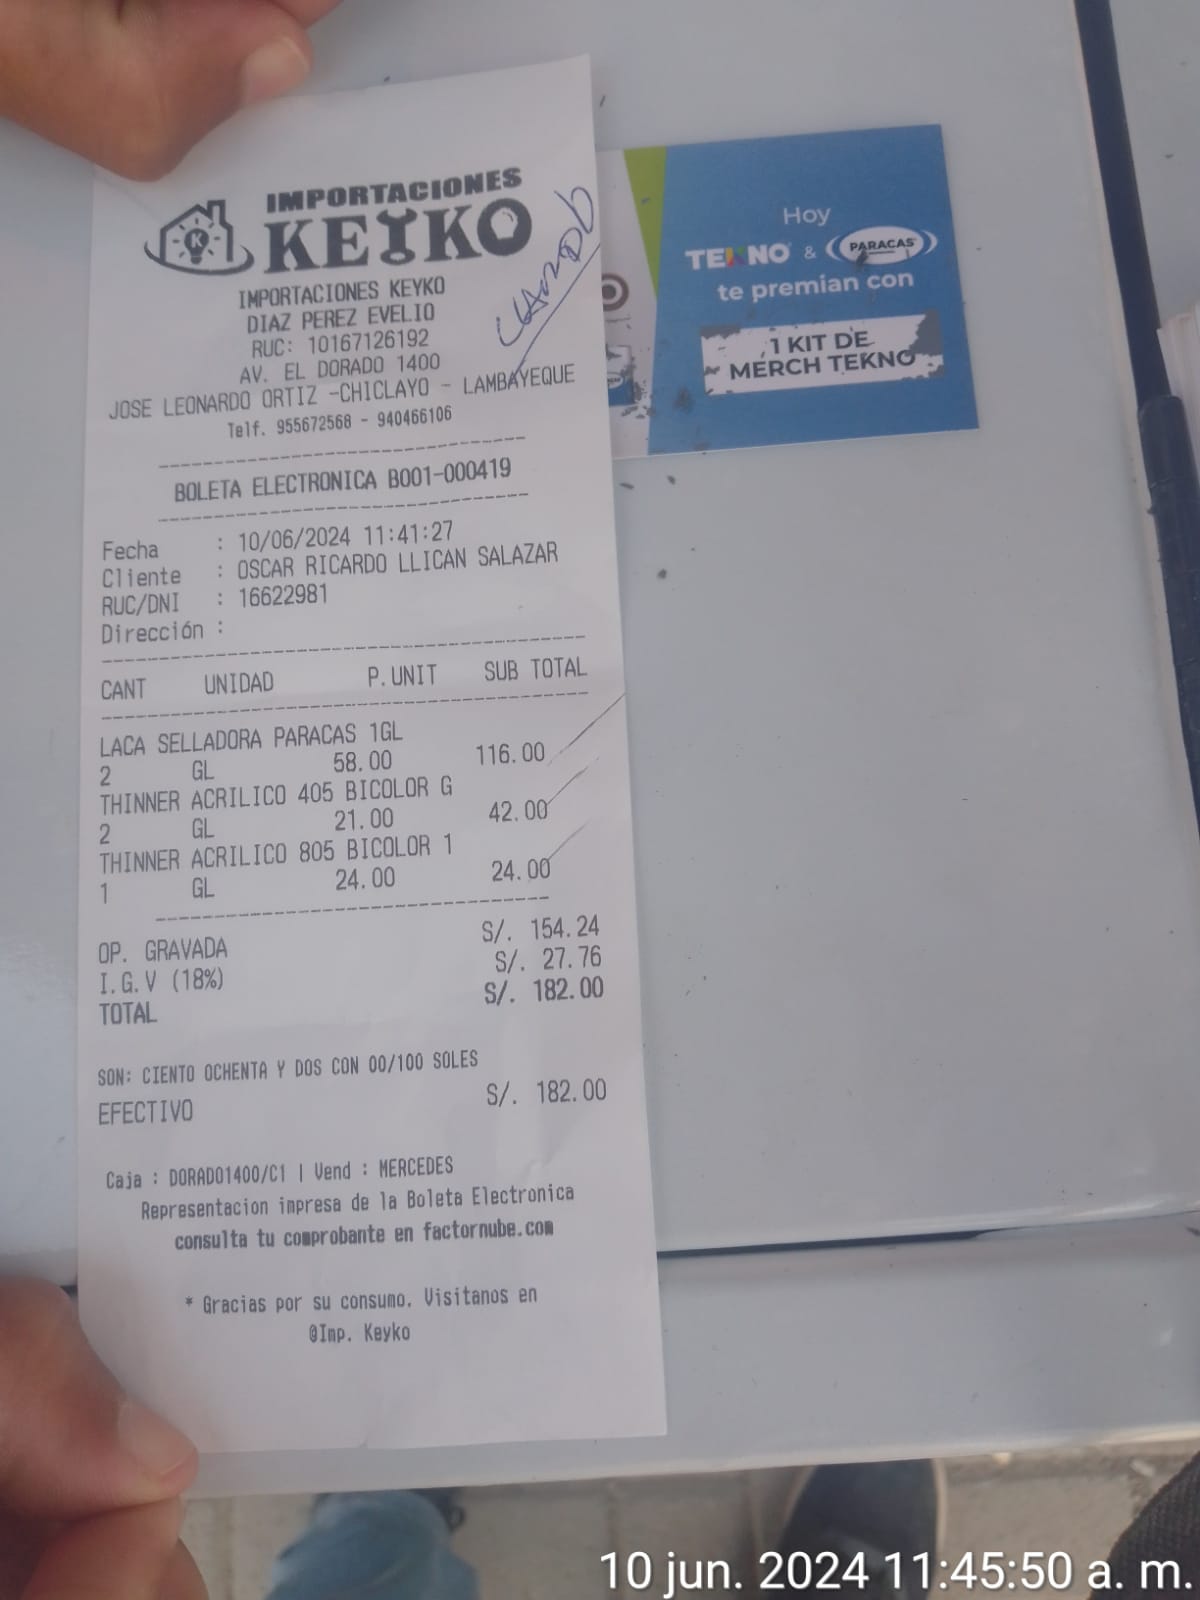 IMPORTACIONES
KEYKO
IMPORTACIONES KEYKO
DIAZ PEREZ EVELIO
RUC: 10167126192
AV. EL DORADO 1400
JOSE LEONARDO ORTIZ -CHICLAYO - LAMBAYEQUE
Telf. 955672568 - 940466106
BOLETA ELECTRONICA B001-000419
Fecha : 10/06/2024 11:41:27
Cliente : OSCAR RICARDO LLICAN SALAZAR
RUC/DNI : 16622981
Dirección :
CANT UNIDAD P.UNIT SUB TOTAL
LACA SELLADORA PARACAS 1GL
2 GL 58.00 116.00
THINNER ACRILICO 405 BICOLOR G
2 GL 21.00 42.00
THINNER ACRILICO 805 BICOLOR 1
1 GL 24.00 24.00
OP. GRAVADA S/. 154.24
I.G.V (18%) S/. 27.76
TOTAL S/. 182.00
SON: CIENTO OCHENTA Y DOS CON 00/100 SOLES
EFECTIVO S/. 182.00
Caja : DORADO1400/C1 | Vend : MERCEDES
Representacion impresa de la Boleta Electronica
consulta tu comprobante en factornube.com
* Gracias por su consumo. Visitanos en
@Imp. Keyko
Hoy
TEKNO & PARACAS
te premian con
1 KIT DE
MERCH TEKNO
10 jun. 2024 11:45:50 a. m.